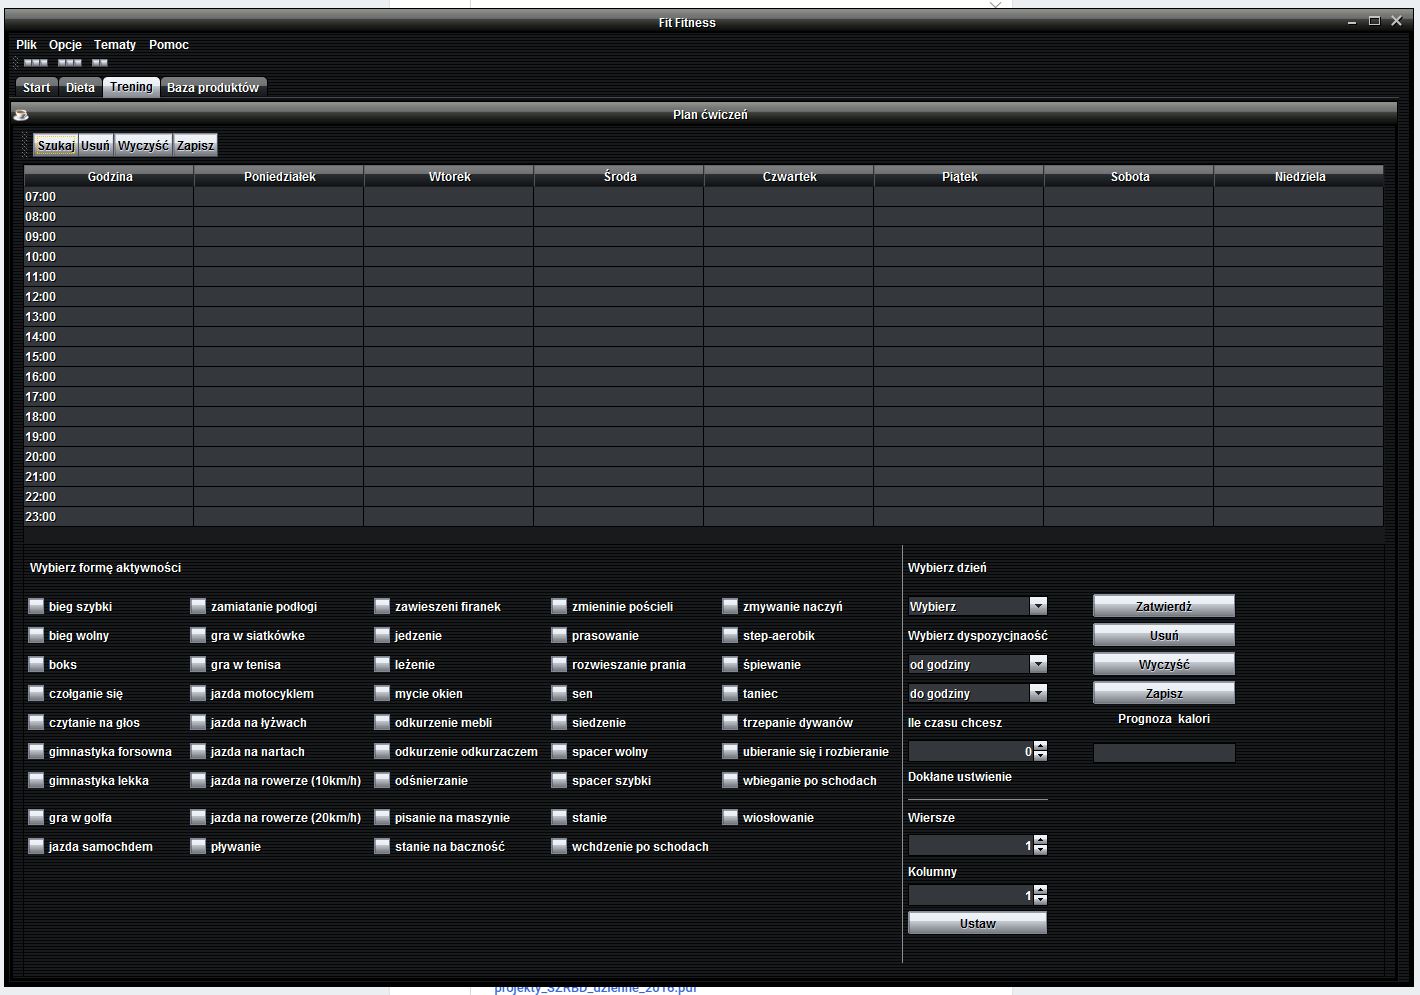 Fit Fitness
Plik Opcje Tematy Pomoc
Start Dieta Trening Baza produktów
Plan ćwiczeń
Szukaj Usuń Wyczyść Zapisz
Godzina Poniedziałek Wtorek Środa Czwartek Piątek Sobota Niedziela
07:00
08:00
09:00
10:00
11:00
12:00
13:00
14:00
15:00
16:00
17:00
18:00
19:00
20:00
21:00
22:00
23:00
Wybierz formę aktywności
bieg szybki zamiatanie podłogi zawieszeni firanek zmieninie pościeli zmywanie naczyń
bieg wolny gra w siatkówke jedzenie prasowanie step-aerobik
boks gra w tenisa leżenie rozwieszanie prania śpiewanie
czołganie się jazda motocyklem mycie okien sen taniec
czytanie na głos jazda na łyżwach odkurzenie mebli siedzenie trzepanie dywanów
gimnastyka forsowna jazda na nartach odkurzenie odkurzaczem spacer wolny ubieranie się i rozbieranie
gimnastyka lekka jazda na rowerze (10km/h) odśnierzanie spacer szybki wbieganie po schodach
gra w golfa jazda na rowerze (20km/h) pisanie na maszynie stanie wiosłowanie
jazda samochdem pływanie stanie na baczność wchdzenie po schodach
Wybierz dzień
Wybierz Zatwierdż
Wybierz dyspozycjnaość Usuń
od godziny Wyczyść
do godziny Zapisz
Ile czasu chcesz Prognoza kalori
0
Dokłane ustwienie
Wiersze
1
Kolumny
1
Ustaw
projekty_SZRBD_dzienne_2016.pdf